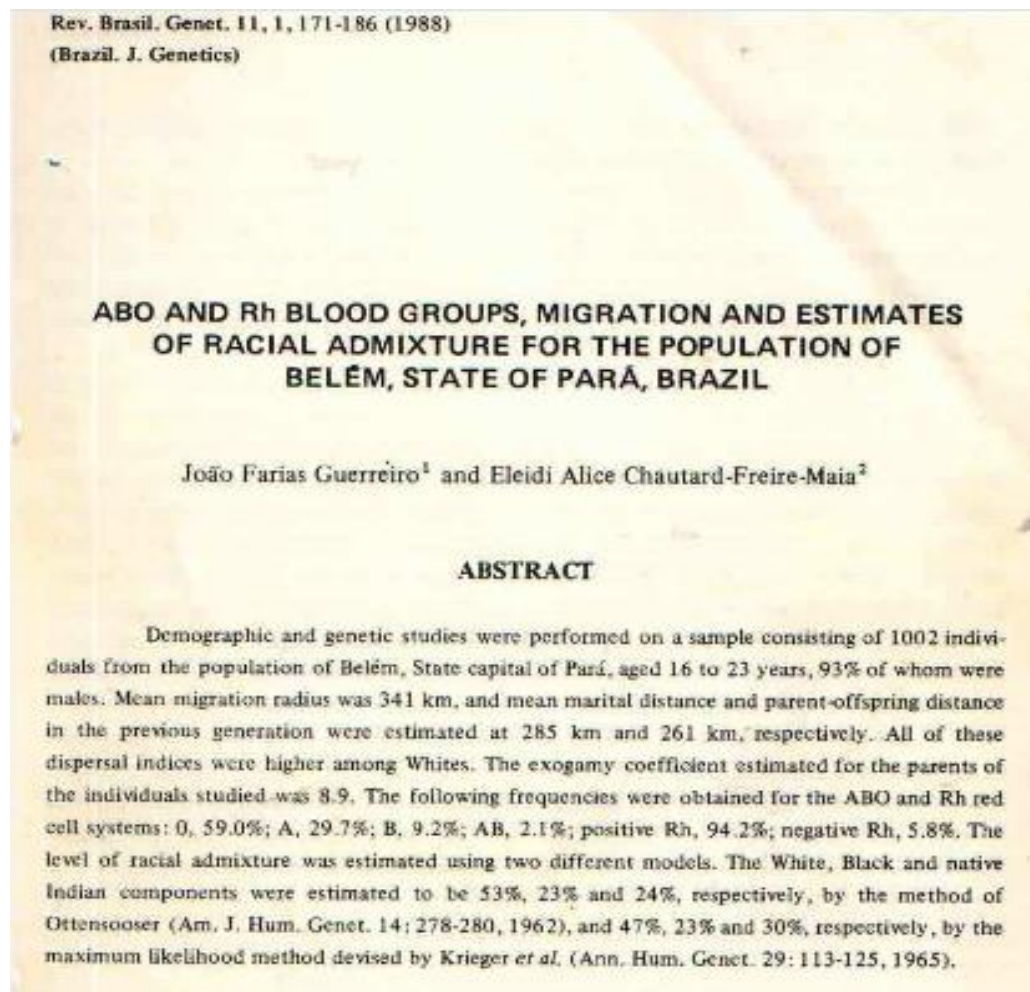 Rev. Brasil. Genet. 11, 1, 171-186 (1988)
(Brazil. J. Genetics)
ABO AND Rh BLOOD GROUPS, MIGRATION AND ESTIMATES
OF RACIAL ADMIXTURE FOR THE POPULATION OF
BELÉM, STATE OF PARÁ, BRAZIL
João Farias Guerreiro¹ and Eleidi Alice Chautard-Freire-Maia²
ABSTRACT
Demographic and genetic studies were performed on a sample consisting of 1002 indivi-
duals from the population of Belém, State capital of Pará, aged 16 to 23 years, 93% of whom were
males. Mean migration radius was 341 km, and mean marital distance and parent-offspring distance
in the previous generation were estimated at 285 km and 261 km, respectively. All of these
dispersal indices were higher among Whites. The exogamy coefficient estimated for the parents of
the individuals studied was 8.9. The following frequencies were obtained for the ABO and Rh red
cell systems: 0, 59.0%; A, 29.7%; B, 9.2%; AB, 2.1%; positive Rh, 94.2%; negative Rh, 5.8%. The
level of racial admixture was estimated using two different models. The White, Black and native
Indian components were estimated to be 53%, 23% and 24%, respectively, by the method of
Ottensooser (Am. J. Hum. Genet. 14: 278-280, 1962), and 47%, 23% and 30%, respectively, by the
maximum likelihood method devised by Krieger et al. (Ann. Hum. Genet. 29: 113-125, 1965).